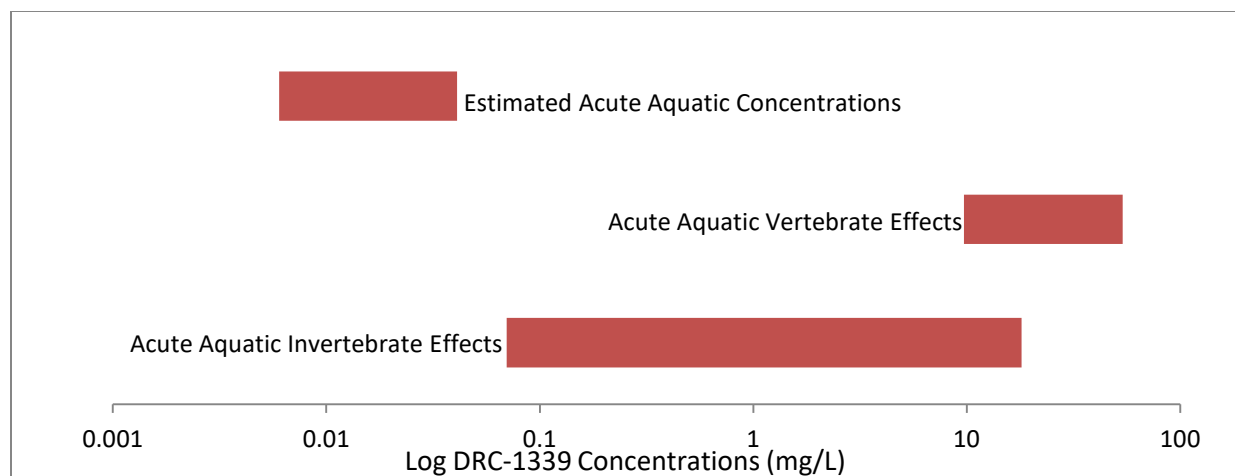 Estimated Acute Aquatic Concentrations
Acute Aquatic Vertebrate Effects
Acute Aquatic Invertebrate Effects
0.001 0.01 0.1 1 10 100
Log DRC-1339 Concentrations (mg/L)